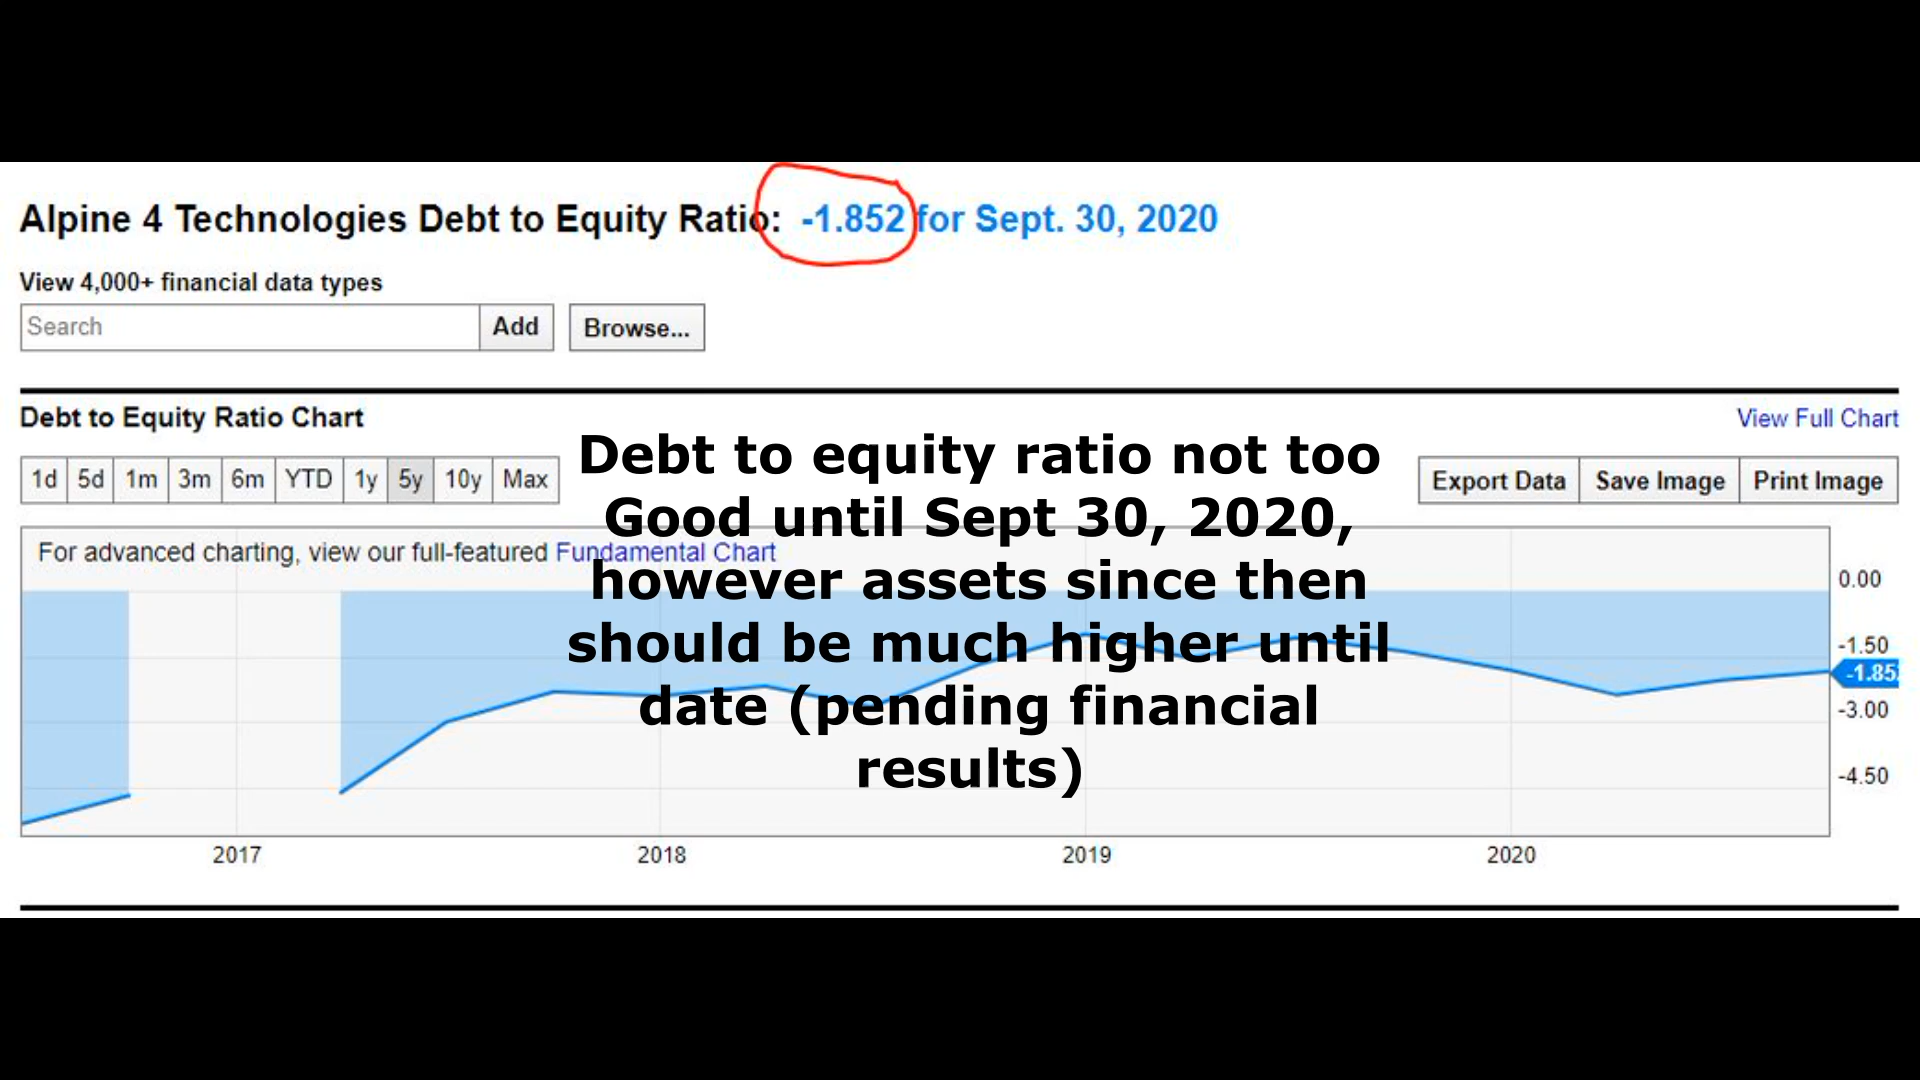 Alpine 4 Technologies Debt to Equity Ratio: -1.852 for Sept. 30, 2020
View 4,000+ financial data types
Search Add Browse...
Debt to Equity Ratio Chart View Full Chart
1d 5d 1m 3m 6m YTD 1y 5y 10y Max Export Data Save Image Print Image
For advanced charting, view our full-featured Fundamental Chart
Debt to equity ratio not too
Good until Sept 30, 2020,
however assets since then
should be much higher until
date (pending financial
results)
0.00
-1.50
-1.85
-3.00
-4.50
2017 2018 2019 2020